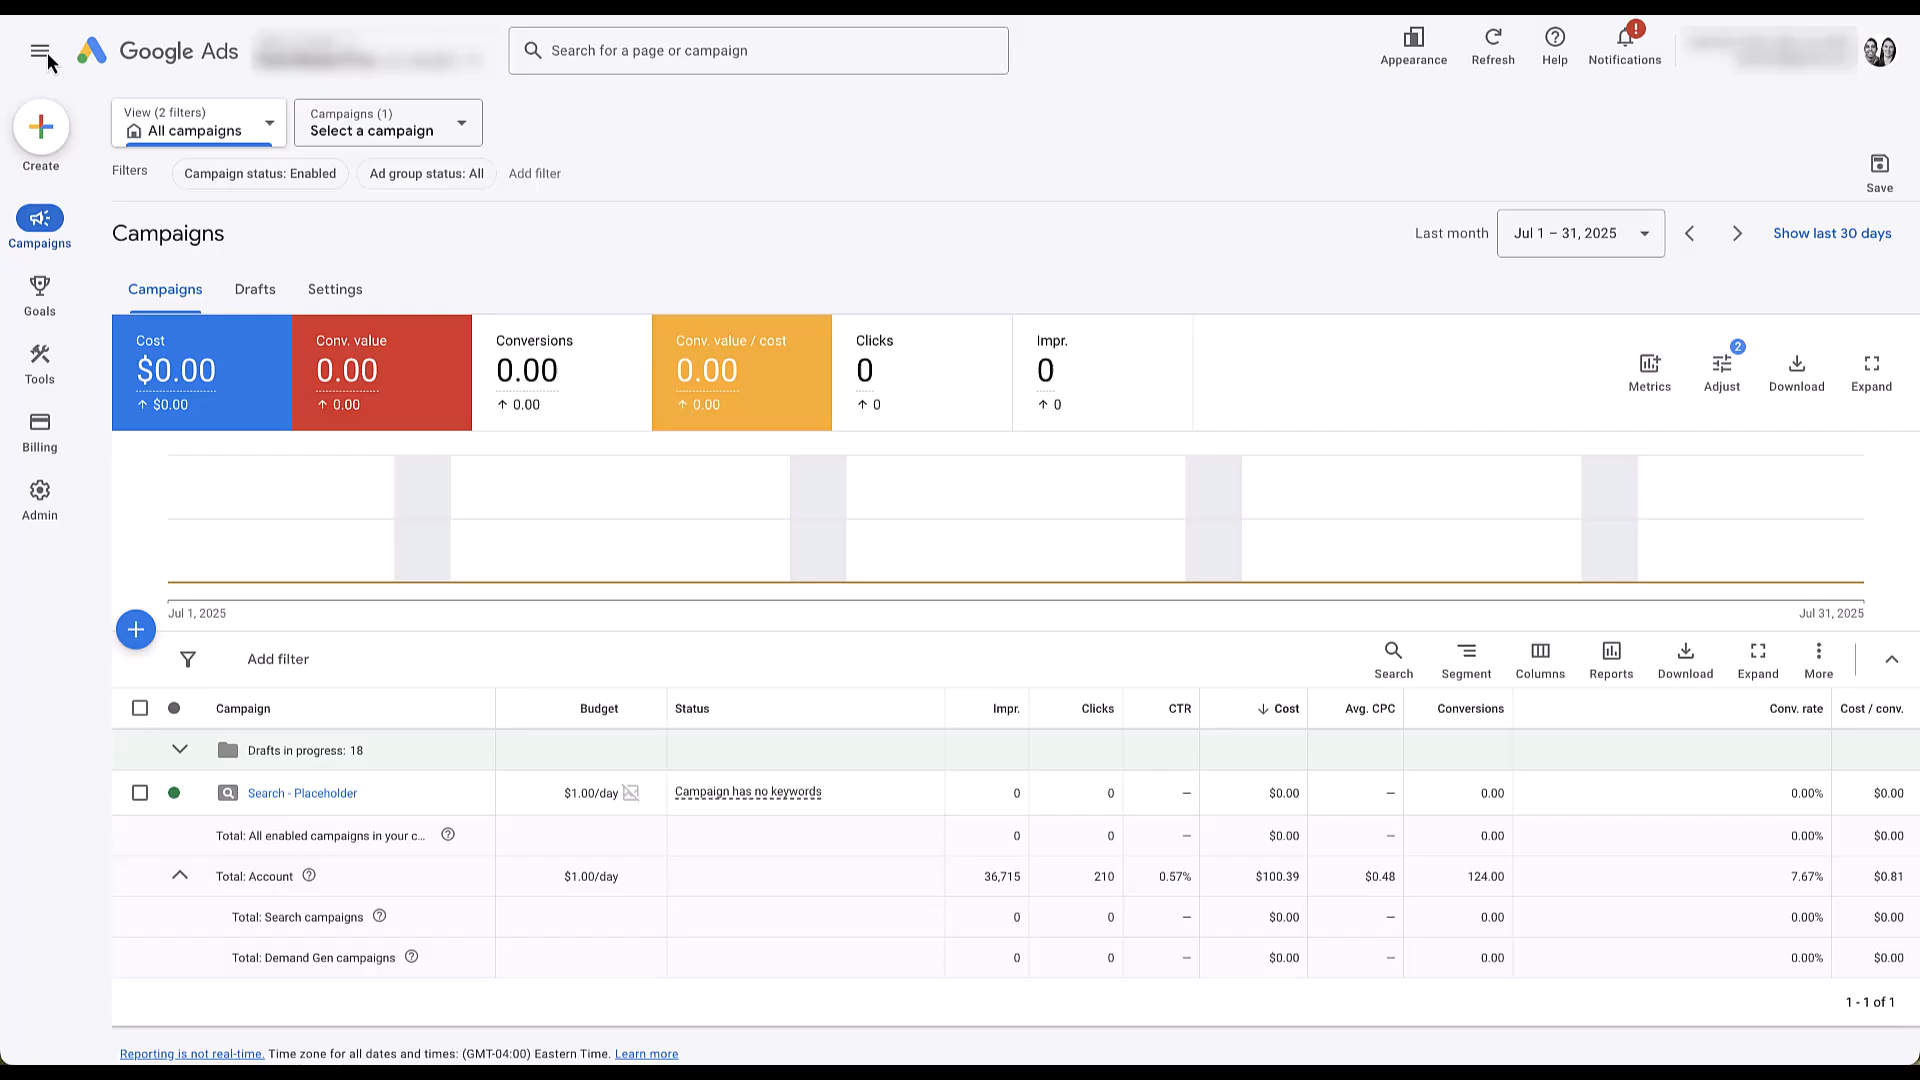 Google Ads
Search for a page or campaign
Appearance
Refresh
Help
!
Notifications
Create
Campaigns
Goals
Tools
Billing
Admin
View (2 filters)
All campaigns
Campaigns (1)
Select a campaign
Filters
Campaign status: Enabled
Ad group status: All
Add filter
Save
Campaigns
Last month
Jul 1 – 31, 2025
Show last 30 days
Campaigns
Drafts
Settings
Cost
$0.00
↑ $0.00
Conv. value
0.00
↑ 0.00
Conversions
0.00
↑ 0.00
Conv. value / cost
0.00
↑ 0.00
Clicks
0
↑ 0
Impr.
0
↑ 0
Metrics
2
Adjust
Download
Expand
Jul 1, 2025
Jul 31, 2025
Add filter
Search
Segment
Columns
Reports
Download
Expand
More
Campaign Budget Status Impr. Clicks CTR ↓ Cost Avg. CPC Conversions Conv. rate Cost / conv.
Drafts in progress: 18
Search - Placeholder $1.00/day Campaign has no keywords 0 0 — $0.00 — 0.00 0.00% $0.00
Total: All enabled campaigns in your c... 0 0 — $0.00 — 0.00 0.00% $0.00
Total: Account $1.00/day 36,715 210 0.57% $100.39 $0.48 124.00 7.67% $0.81
Total: Search campaigns 0 0 — $0.00 — 0.00 0.00% $0.00
Total: Demand Gen campaigns 0 0 — $0.00 — 0.00 0.00% $0.00
1 - 1 of 1
Reporting is not real-time. Time zone for all dates and times: (GMT-04:00) Eastern Time. Learn more